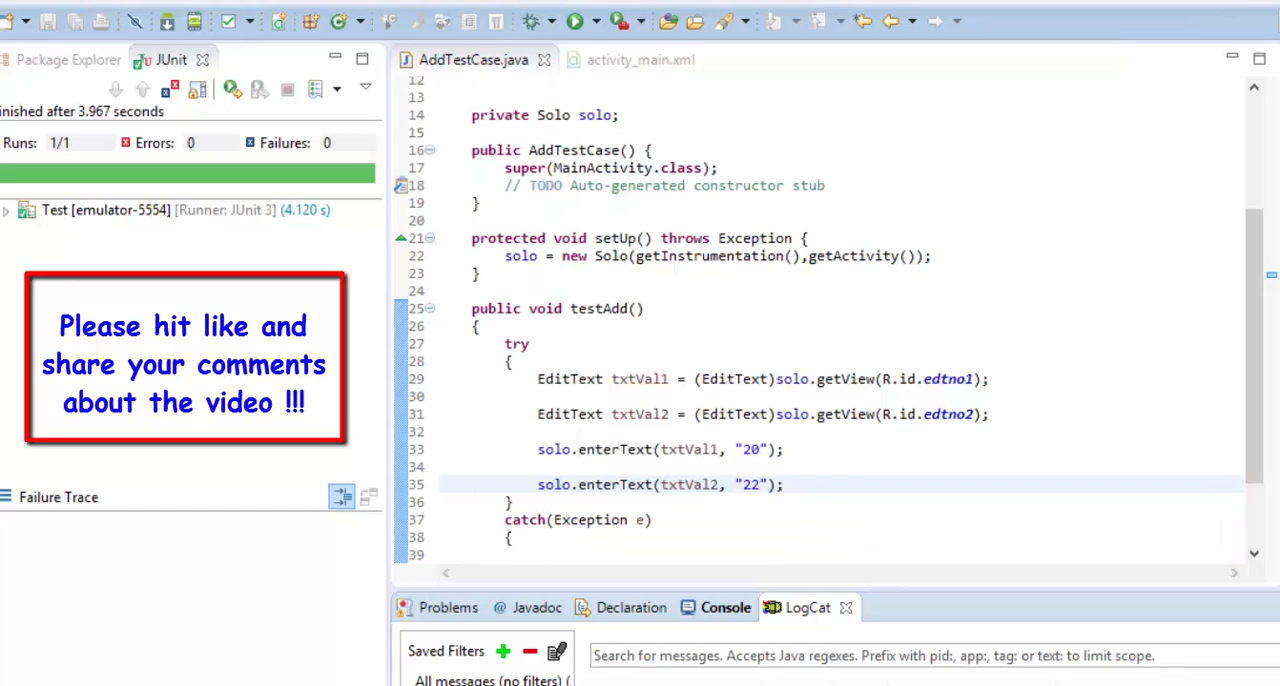 Package Explorer
JUnit
AddTestCase.java
activity_main.xml
inished after 3.967 seconds
Runs: 1/1
Errors: 0
Failures: 0
Test [emulator-5554] [Runner: JUnit 3] (4.120 s)
Please hit like and
share your comments
about the video !!!
Failure Trace
12
13
14 private Solo solo;
15
16 public AddTestCase() {
17 super(MainActivity.class);
18 // TODO Auto-generated constructor stub
19 }
20
21 protected void setUp() throws Exception {
22 solo = new Solo(getInstrumentation(),getActivity());
23 }
24
25 public void testAdd()
26 {
27 try
28 {
29 EditText txtVal1 = (EditText)solo.getView(R.id.edtno1);
30
31 EditText txtVal2 = (EditText)solo.getView(R.id.edtno2);
32
33 solo.enterText(txtVal1, "20");
34
35 solo.enterText(txtVal2, "22");
36 }
37 catch(Exception e)
38 {
39
Problems
@ Javadoc
Declaration
Console
LogCat
Saved Filters
Search for messages. Accepts Java regexes. Prefix with pid:, app:, tag: or text: to limit scope.
All messages (no filters) (